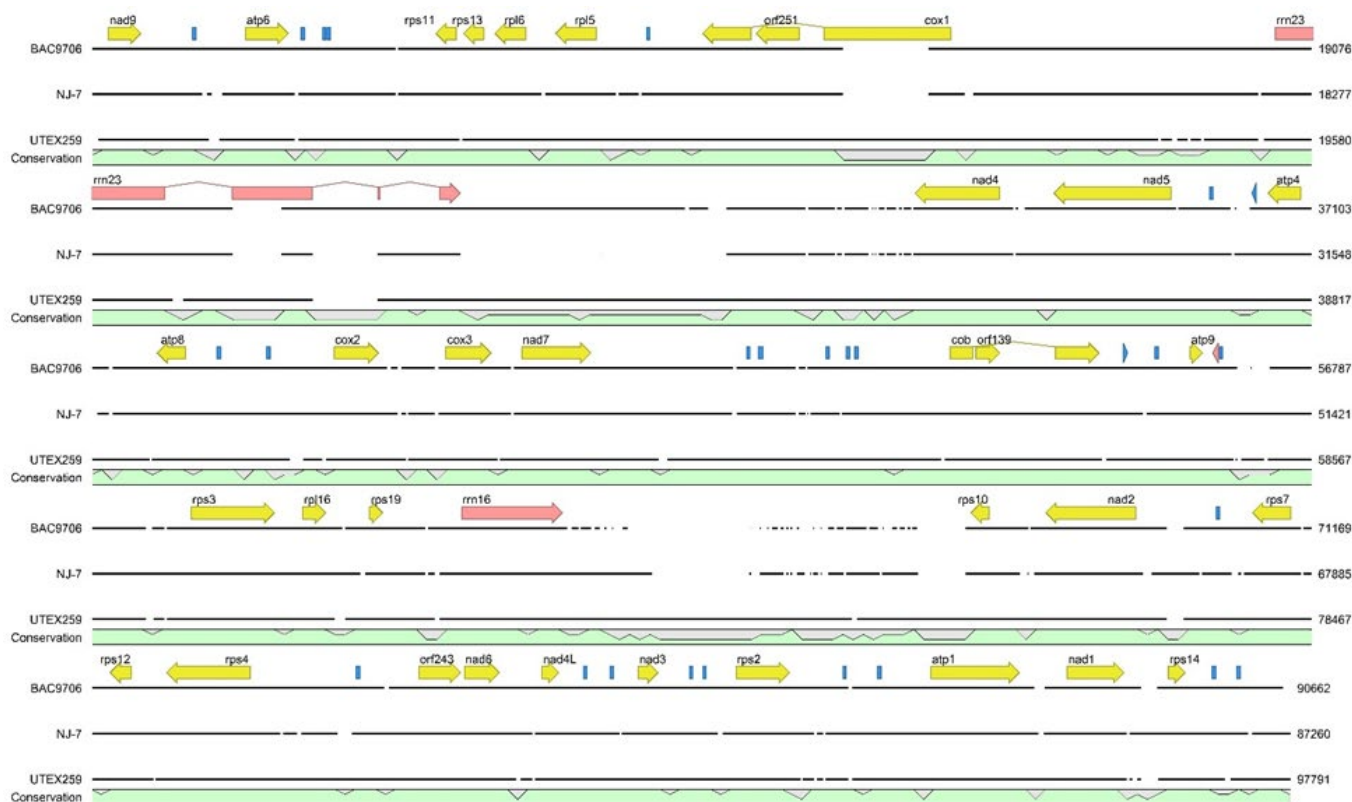 nad9 atp6 rps11 rps13 rpl6 rpl5 orf251 cox1 rrn23
BAC9706 19076
NJ-7 18277
UTEX259 19580
Conservation
rrn23 nad4 nad5 atp4
BAC9706 37103
NJ-7 31548
UTEX259 38817
Conservation
atp8 cox2 cox3 nad7 cob orf139 atp9
BAC9706 56787
NJ-7 51421
UTEX259 58567
Conservation
rps3 rpl16 rps19 rrn16 rps10 nad2 rps7
BAC9706 71169
NJ-7 67885
UTEX259 78467
Conservation
rps12 rps4 orf243 nad6 nad4L nad3 rps2 atp1 nad1 rps14
BAC9706 90662
NJ-7 87260
UTEX259 97791
Conservation